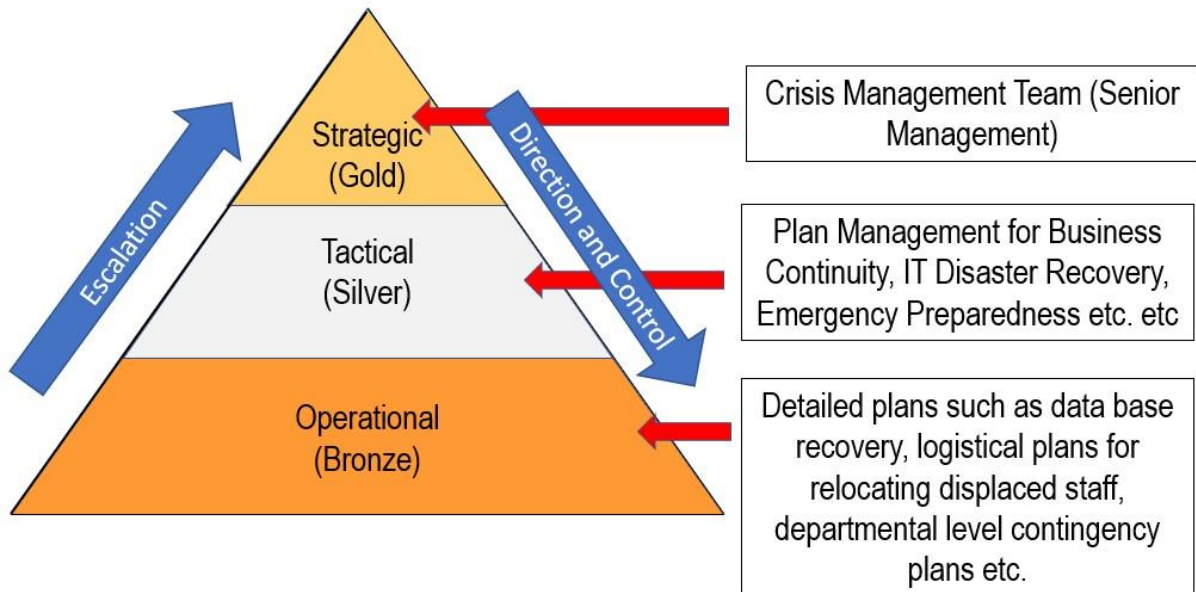 Escalation
Strategic
(Gold)
Direction and Control
Crisis Management Team (Senior
Management)
Tactical
(Silver)
Plan Management for Business
Continuity, IT Disaster Recovery,
Emergency Preparedness etc. etc
Operational
(Bronze)
Detailed plans such as data base
recovery, logistical plans for
relocating displaced staff,
departmental level contingency
plans etc.